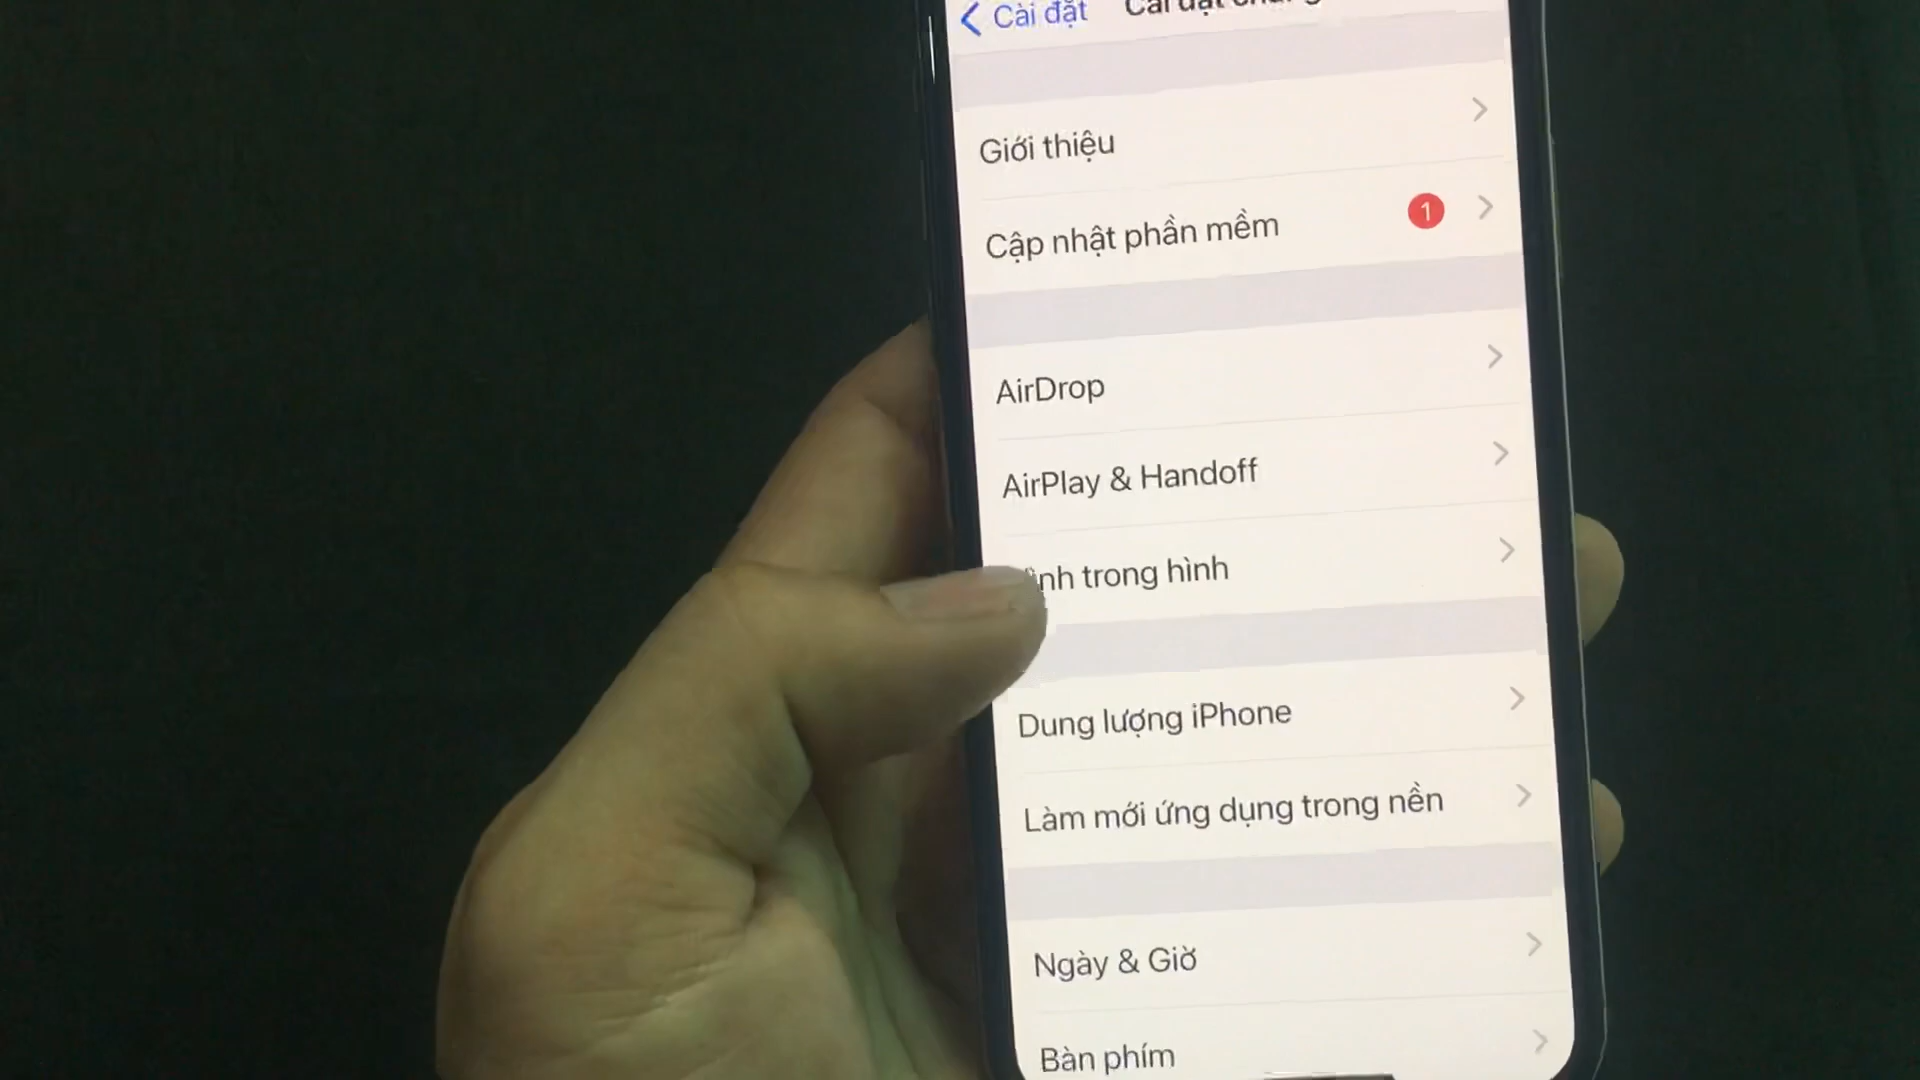 Cài đặt
Giới thiệu
Cập nhật phần mềm
1
AirDrop
AirPlay & Handoff
trong hình
Dung lượng iPhone
Làm mới ứng dụng trong nền
Ngày & Giờ
Bàn phím